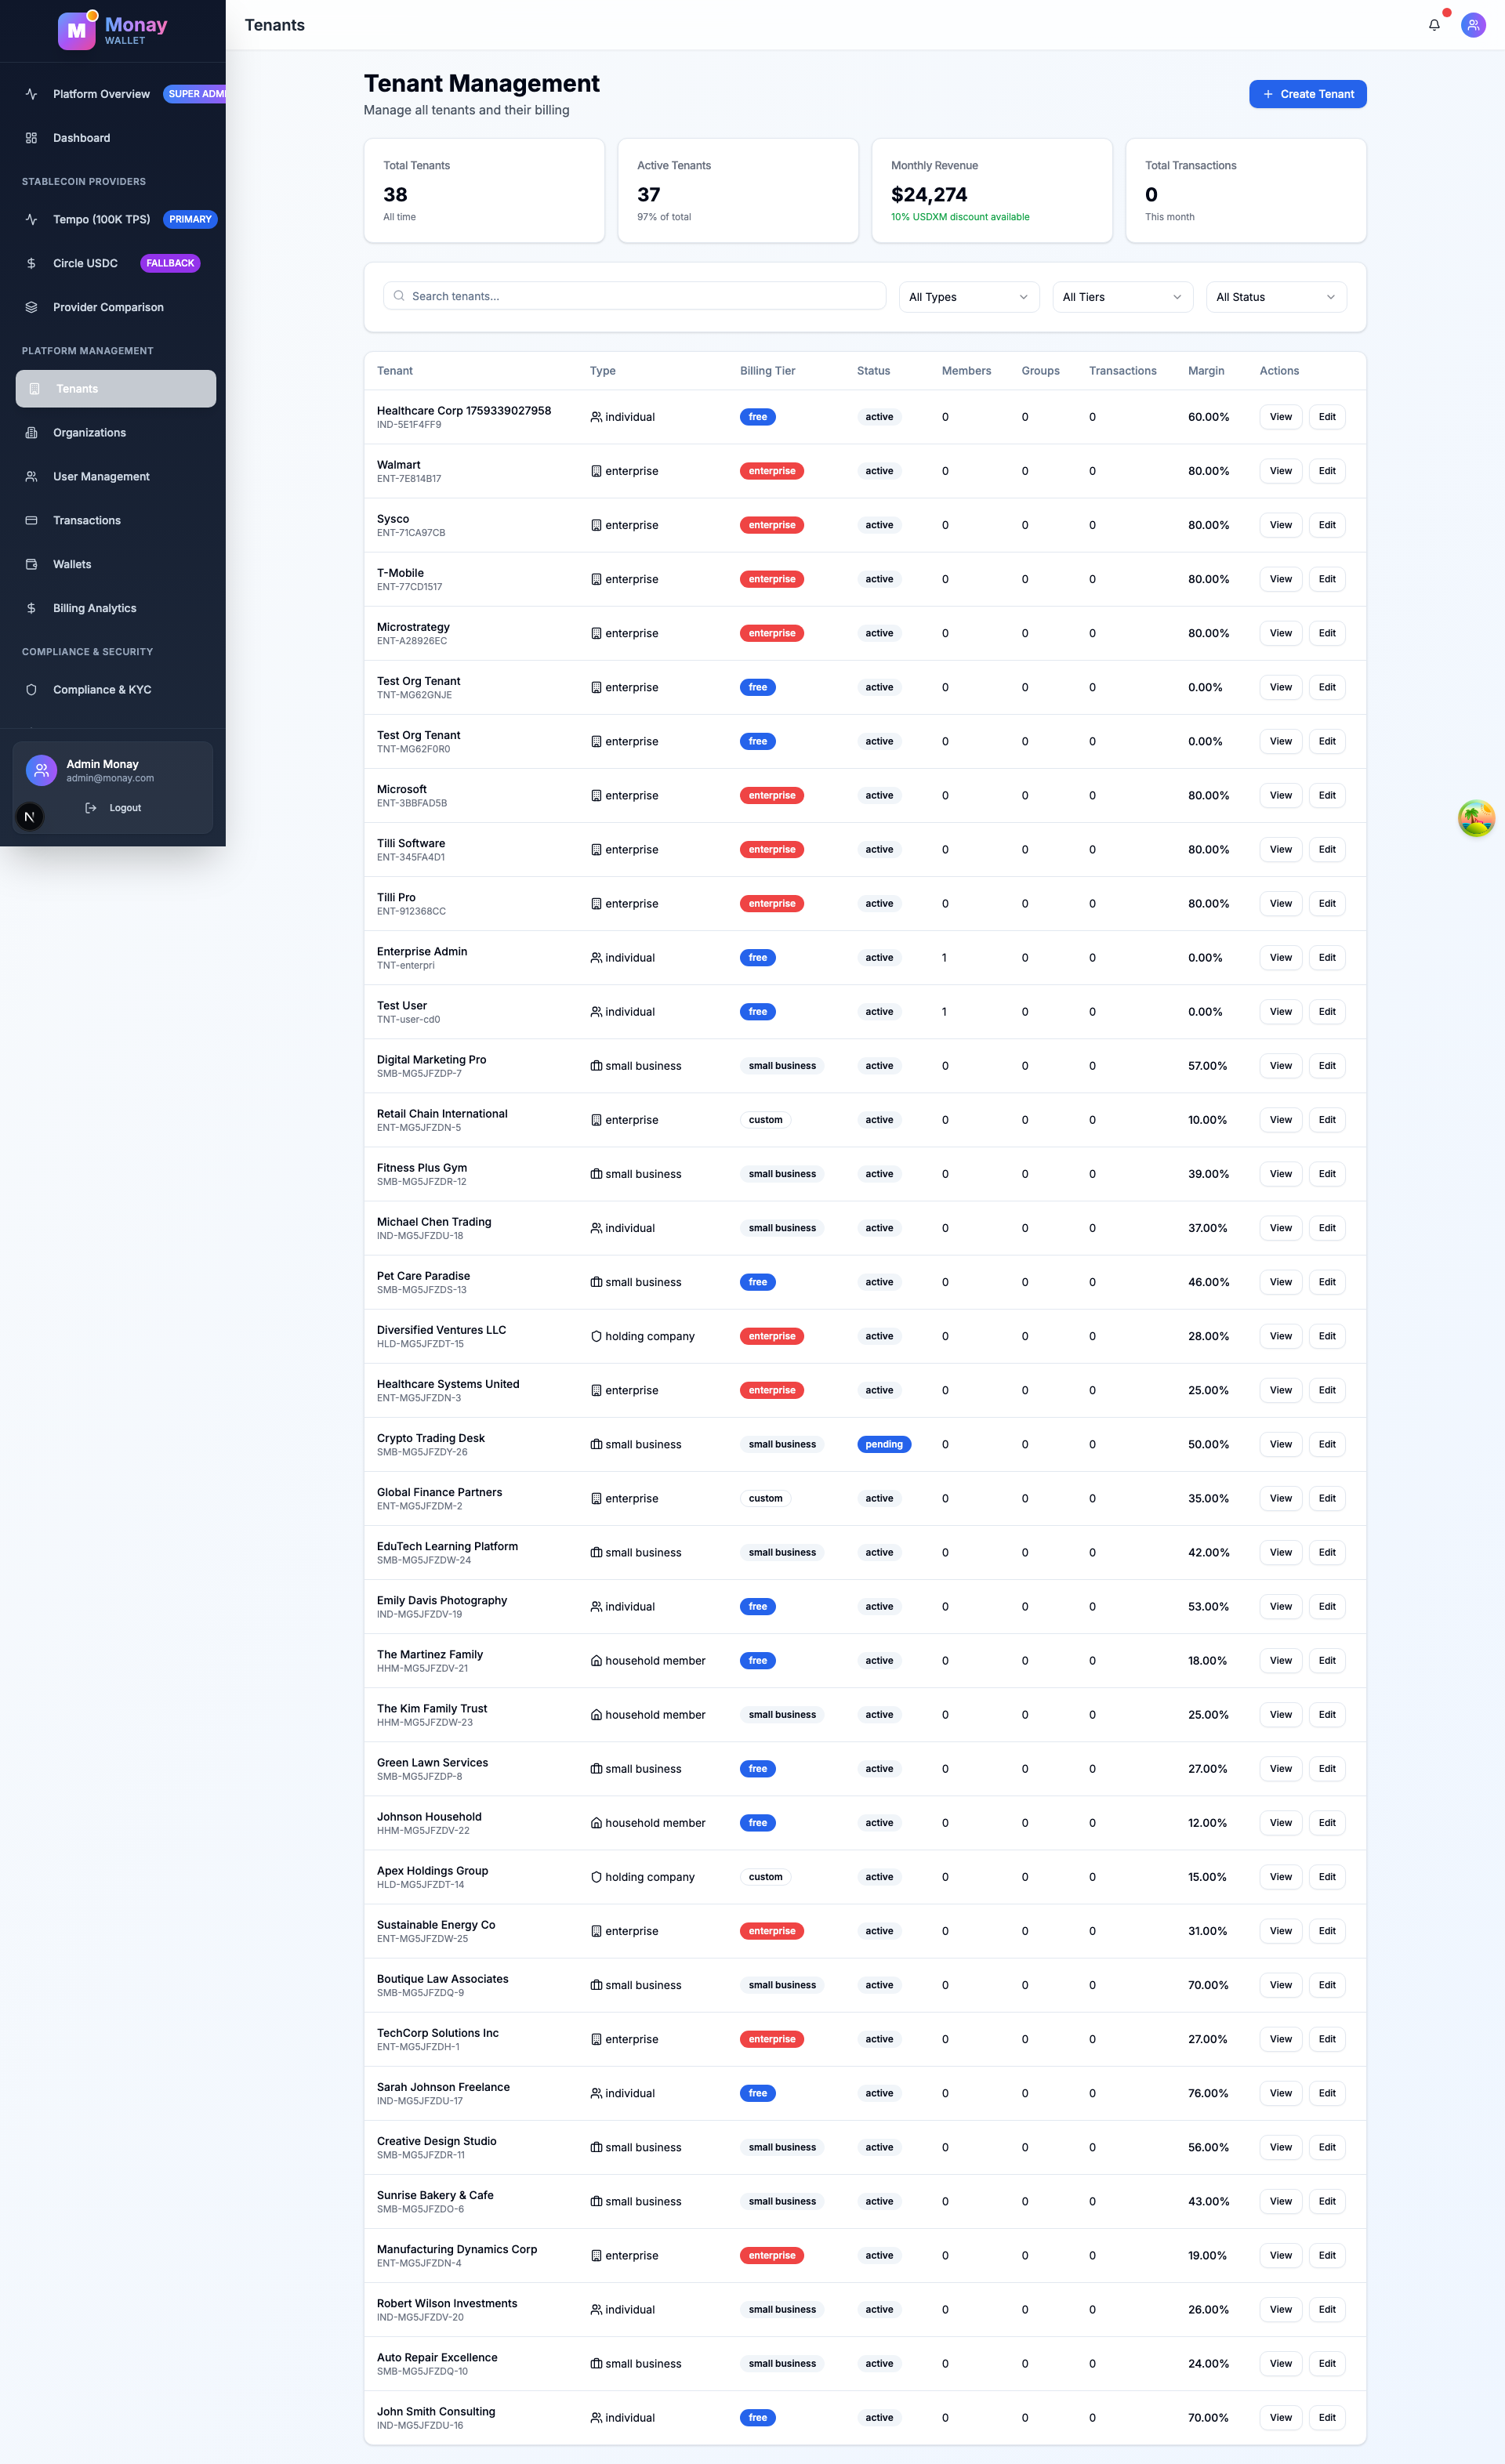 M
Monay
WALLET
Platform Overview SUPER ADMI
Dashboard
STABLECOIN PROVIDERS
Tempo (100K TPS) PRIMARY
Circle USDC FALLBACK
Provider Comparison
PLATFORM MANAGEMENT
Tenants
Organizations
User Management
Transactions
Wallets
Billing Analytics
COMPLIANCE & SECURITY
Compliance & KYC
Admin Monay
admin@monay.com
Logout
N
Tenants
Tenant Management
Manage all tenants and their billing
Create Tenant
Total Tenants
38
All time
Active Tenants
37
97% of total
Monthly Revenue
$24,274
10% USDXM discount available
Total Transactions
0
This month
Search tenants...
All Types
All Tiers
All Status
Tenant Type Billing Tier Status Members Groups Transactions Margin Actions
Healthcare Corp 1759339027958
IND-5E1F4FF9
individual free active 0 0 0 60.00% View Edit
Walmart
ENT-7E814B17
enterprise enterprise active 0 0 0 80.00% View Edit
Sysco
ENT-71CA97CB
enterprise enterprise active 0 0 0 80.00% View Edit
T-Mobile
ENT-77CD1517
enterprise enterprise active 0 0 0 80.00% View Edit
Microstrategy
ENT-A28926EC
enterprise enterprise active 0 0 0 80.00% View Edit
Test Org Tenant
TNT-MG62GNJE
enterprise free active 0 0 0 0.00% View Edit
Test Org Tenant
TNT-MG62F0R0
enterprise free active 0 0 0 0.00% View Edit
Microsoft
ENT-3BBFAD5B
enterprise enterprise active 0 0 0 80.00% View Edit
Tilli Software
ENT-345FA4D1
enterprise enterprise active 0 0 0 80.00% View Edit
Tilli Pro
ENT-912368CC
enterprise enterprise active 0 0 0 80.00% View Edit
Enterprise Admin
TNT-enterpri
individual free active 1 0 0 0.00% View Edit
Test User
TNT-user-cd0
individual free active 1 0 0 0.00% View Edit
Digital Marketing Pro
SMB-MG5JFZDP-7
small business small business active 0 0 0 57.00% View Edit
Retail Chain International
ENT-MG5JFZDN-5
enterprise custom active 0 0 0 10.00% View Edit
Fitness Plus Gym
SMB-MG5JFZDR-12
small business small business active 0 0 0 39.00% View Edit
Michael Chen Trading
IND-MG5JFZDU-18
individual small business active 0 0 0 37.00% View Edit
Pet Care Paradise
SMB-MG5JFZDS-13
small business free active 0 0 0 46.00% View Edit
Diversified Ventures LLC
HLD-MG5JFZDT-15
holding company enterprise active 0 0 0 28.00% View Edit
Healthcare Systems United
ENT-MG5JFZDN-3
enterprise enterprise active 0 0 0 25.00% View Edit
Crypto Trading Desk
SMB-MG5JFZDY-26
small business small business pending 0 0 0 50.00% View Edit
Global Finance Partners
ENT-MG5JFZDM-2
enterprise custom active 0 0 0 35.00% View Edit
EduTech Learning Platform
SMB-MG5JFZDW-24
small business small business active 0 0 0 42.00% View Edit
Emily Davis Photography
IND-MG5JFZDV-19
individual free active 0 0 0 53.00% View Edit
The Martinez Family
HHM-MG5JFZDV-21
household member free active 0 0 0 18.00% View Edit
The Kim Family Trust
HHM-MG5JFZDW-23
household member small business active 0 0 0 25.00% View Edit
Green Lawn Services
SMB-MG5JFZDP-8
small business free active 0 0 0 27.00% View Edit
Johnson Household
HHM-MG5JFZDV-22
household member free active 0 0 0 12.00% View Edit
Apex Holdings Group
HLD-MG5JFZDT-14
holding company custom active 0 0 0 15.00% View Edit
Sustainable Energy Co
ENT-MG5JFZDW-25
enterprise enterprise active 0 0 0 31.00% View Edit
Boutique Law Associates
SMB-MG5JFZDQ-9
small business small business active 0 0 0 70.00% View Edit
TechCorp Solutions Inc
ENT-MG5JFZDH-1
enterprise enterprise active 0 0 0 27.00% View Edit
Sarah Johnson Freelance
IND-MG5JFZDU-17
individual free active 0 0 0 76.00% View Edit
Creative Design Studio
SMB-MG5JFZDR-11
small business small business active 0 0 0 56.00% View Edit
Sunrise Bakery & Cafe
SMB-MG5JFZDO-6
small business small business active 0 0 0 43.00% View Edit
Manufacturing Dynamics Corp
ENT-MG5JFZDN-4
enterprise enterprise active 0 0 0 19.00% View Edit
Robert Wilson Investments
IND-MG5JFZDV-20
individual small business active 0 0 0 26.00% View Edit
Auto Repair Excellence
SMB-MG5JFZDQ-10
small business small business active 0 0 0 24.00% View Edit
John Smith Consulting
IND-MG5JFZDU-16
individual free active 0 0 0 70.00% View Edit